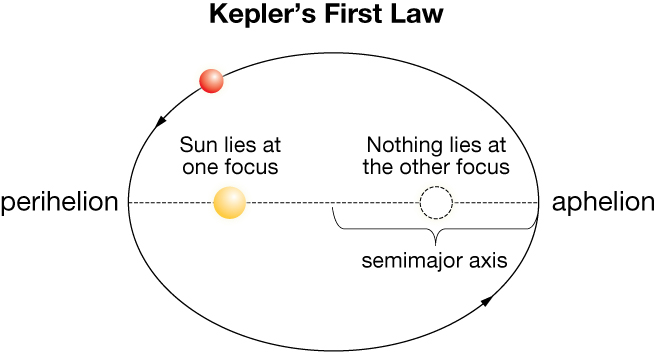 Kepler’s First Law
Sun lies at
one focus
Nothing lies at
the other focus
perihelion
aphelion
semimajor axis